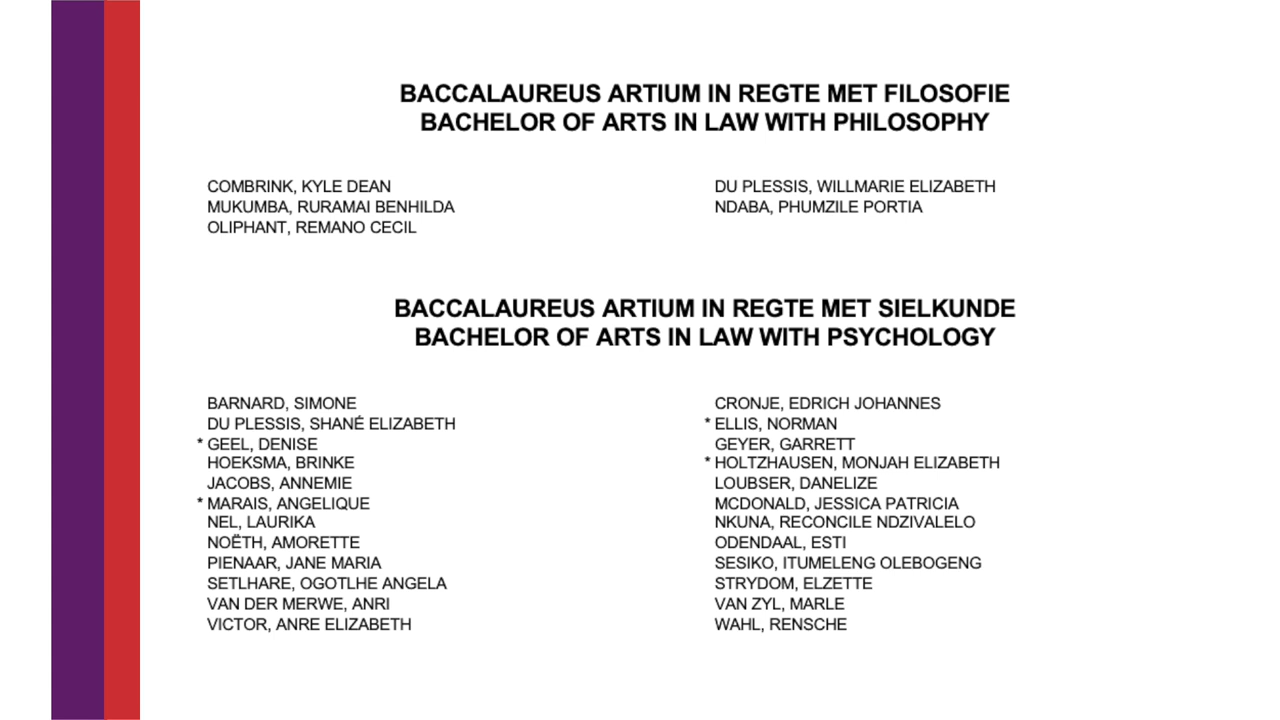 BACCALAUREUS ARTIUM IN REGTE MET FILOSOFIE
BACHELOR OF ARTS IN LAW WITH PHILOSOPHY
COMBRINK, KYLE DEAN
MUKUMBA, RURAMAI BENHILDA
OLIPHANT, REMANO CECIL
DU PLESSIS, WILLMARIE ELIZABETH
NDABA, PHUMZILE PORTIA
BACCALAUREUS ARTIUM IN REGTE MET SIELKUNDE
BACHELOR OF ARTS IN LAW WITH PSYCHOLOGY
BARNARD, SIMONE
DU PLESSIS, SHANÉ ELIZABETH
* GEEL, DENISE
HOEKSMA, BRINKE
JACOBS, ANNEMIE
* MARAIS, ANGELIQUE
NEL, LAURIKA
NOËTH, AMORETTE
PIENAAR, JANE MARIA
SETLHARE, OGOTLHE ANGELA
VAN DER MERWE, ANRI
VICTOR, ANRE ELIZABETH
CRONJE, EDRICH JOHANNES
* ELLIS, NORMAN
GEYER, GARRETT
* HOLTZHAUSEN, MONJAH ELIZABETH
LOUBSER, DANELIZE
MCDONALD, JESSICA PATRICIA
NKUNA, RECONCILE NDZIVALELO
ODENDAAL, ESTI
SESIKO, ITUMELENG OLEBOGENG
STRYDOM, ELZETTE
VAN ZYL, MARLE
WAHL, RENSCHE